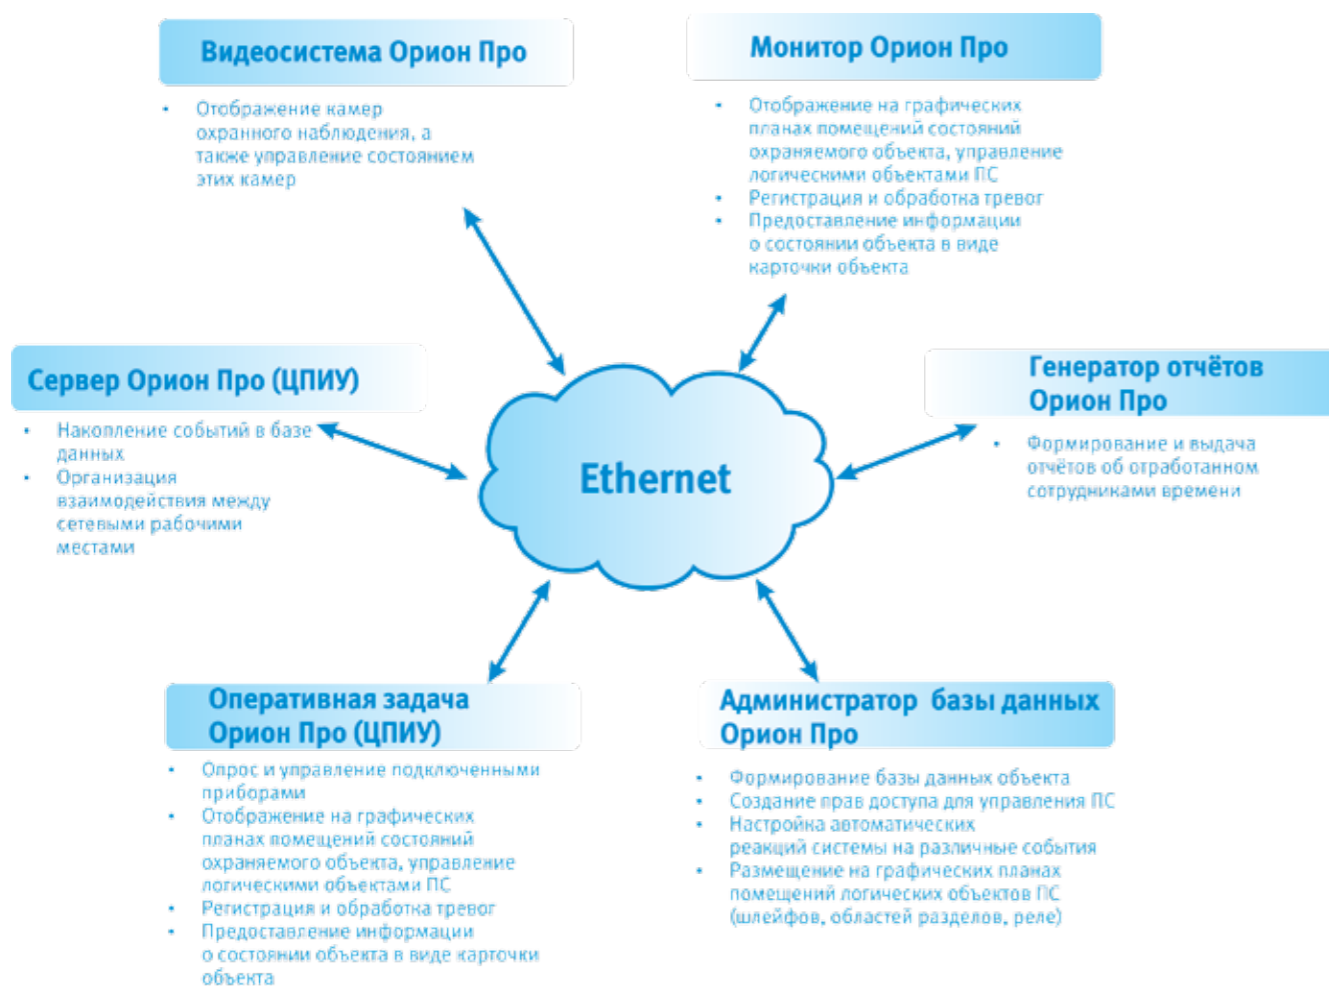 Видеосистема Орион Про
• Отображение камер
охранного наблюдения, а
также управление состоянием
этих камер
Монитор Орион Про
• Отображение на графических
планах помещений состояний
охраняемого объекта, управление
логическими объектами ПС
• Регистрация и обработка тревог
• Предоставление информации
о состоянии объекта в виде
карточки объекта
Сервер Орион Про (ЦПИУ)
• Накопление событий в базе
данных
• Организация
взаимодействия между
сетевыми рабочими
местами
Ethernet
Генератор отчётов
Орион Про
• Формирование и выдача
отчётов об отработанном
сотрудниками времени
Оперативная задача
Орион Про (ЦПИУ)
• Опрос и управление подключенными
приборами
• Отображение на графических
планах помещений состояний
охраняемого объекта, управление
логическими объектами ПС
• Регистрация и обработка тревог
• Предоставление информации
о состоянии объекта в виде карточки
объекта
Администратор базы данных
Орион Про
• Формирование базы данных объекта
• Создание прав доступа для управления ПС
• Настройка автоматических
реакций системы на различные события
• Размещение на графических планах
помещений логических объектов ПС
(шлейфов, областей разделов, реле)